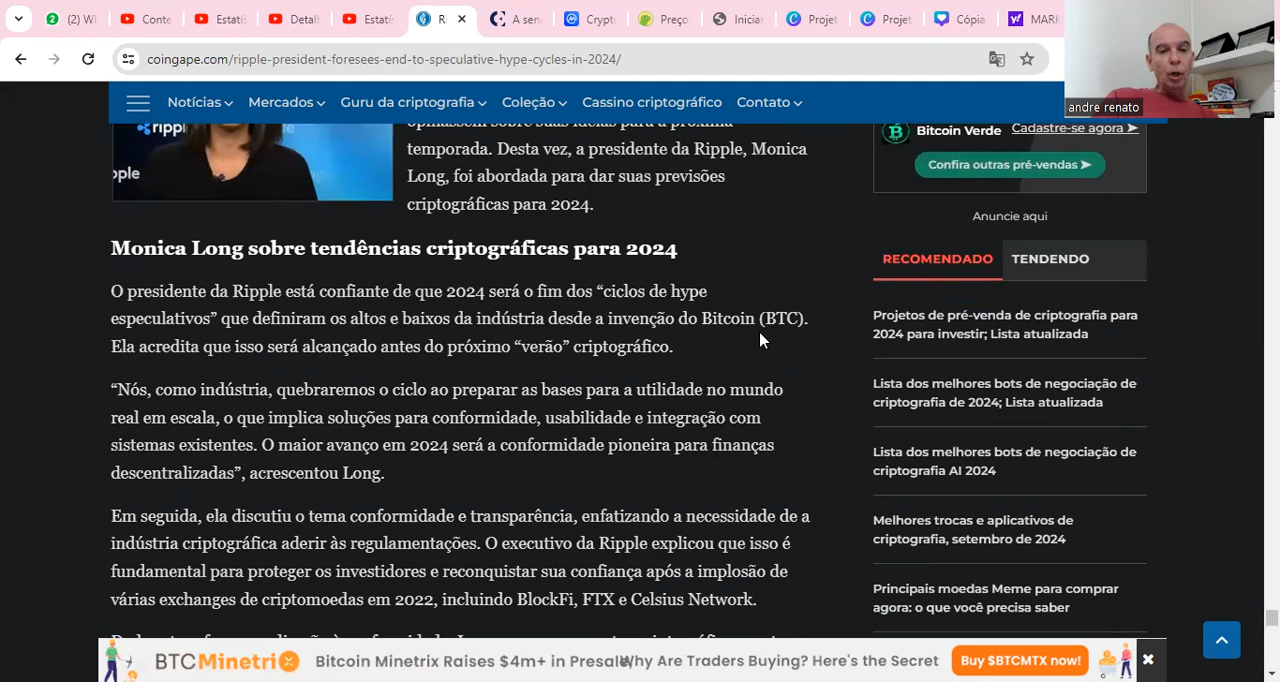 (2) W
Conte
Estatís
Detall
Estatís
R
A sen
Crypto
Preço
Iniciar
Projet
Projet
Cópia
MARK
coingape.com/ripple-president-foresees-end-to-speculative-hype-cycles-in-2024/
andre renato
Notícias
Mercados
Guru da criptografia
Coleção
Cassino criptográfico
Contato
ripple
temporada. Desta vez, a presidente da Ripple, Monica
Long, foi abordada para dar suas previsões
criptográficas para 2024.
Monica Long sobre tendências criptográficas para 2024
O presidente da Ripple está confiante de que 2024 será o fim dos “ciclos de hype
especulativos” que definiram os altos e baixos da indústria desde a invenção do Bitcoin (BTC).
Ela acredita que isso será alcançado antes do próximo “verão” criptográfico.
“Nós, como indústria, quebraremos o ciclo ao preparar as bases para a utilidade no mundo
real em escala, o que implica soluções para conformidade, usabilidade e integração com
sistemas existentes. O maior avanço em 2024 será a conformidade pioneira para finanças
descentralizadas”, acrescentou Long.
Em seguida, ela discutiu o tema conformidade e transparência, enfatizando a necessidade de a
indústria criptográfica aderir às regulamentações. O executivo da Ripple explicou que isso é
fundamental para proteger os investidores e reconquistar sua confiança após a implosão de
várias exchanges de criptomoedas em 2022, incluindo BlockFi, FTX e Celsius Network.
Bitcoin Verde
Cadastre-se agora ➤
Confira outras pré-vendas ➤
Anuncie aqui
RECOMENDADO
TENDENDO
Projetos de pré-venda de criptografia para
2024 para investir; Lista atualizada
Lista dos melhores bots de negociação de
criptografia de 2024; Lista atualizada
Lista dos melhores bots de negociação de
criptografia AI 2024
Melhores trocas e aplicativos de
criptografia, setembro de 2024
Principais moedas Meme para comprar
agora: o que você precisa saber
BTCMinetrix
Bitcoin Minetrix Raises $4m+ in Presale
Why Are Traders Buying? Here's the Secret
Buy $BTCMTX now!